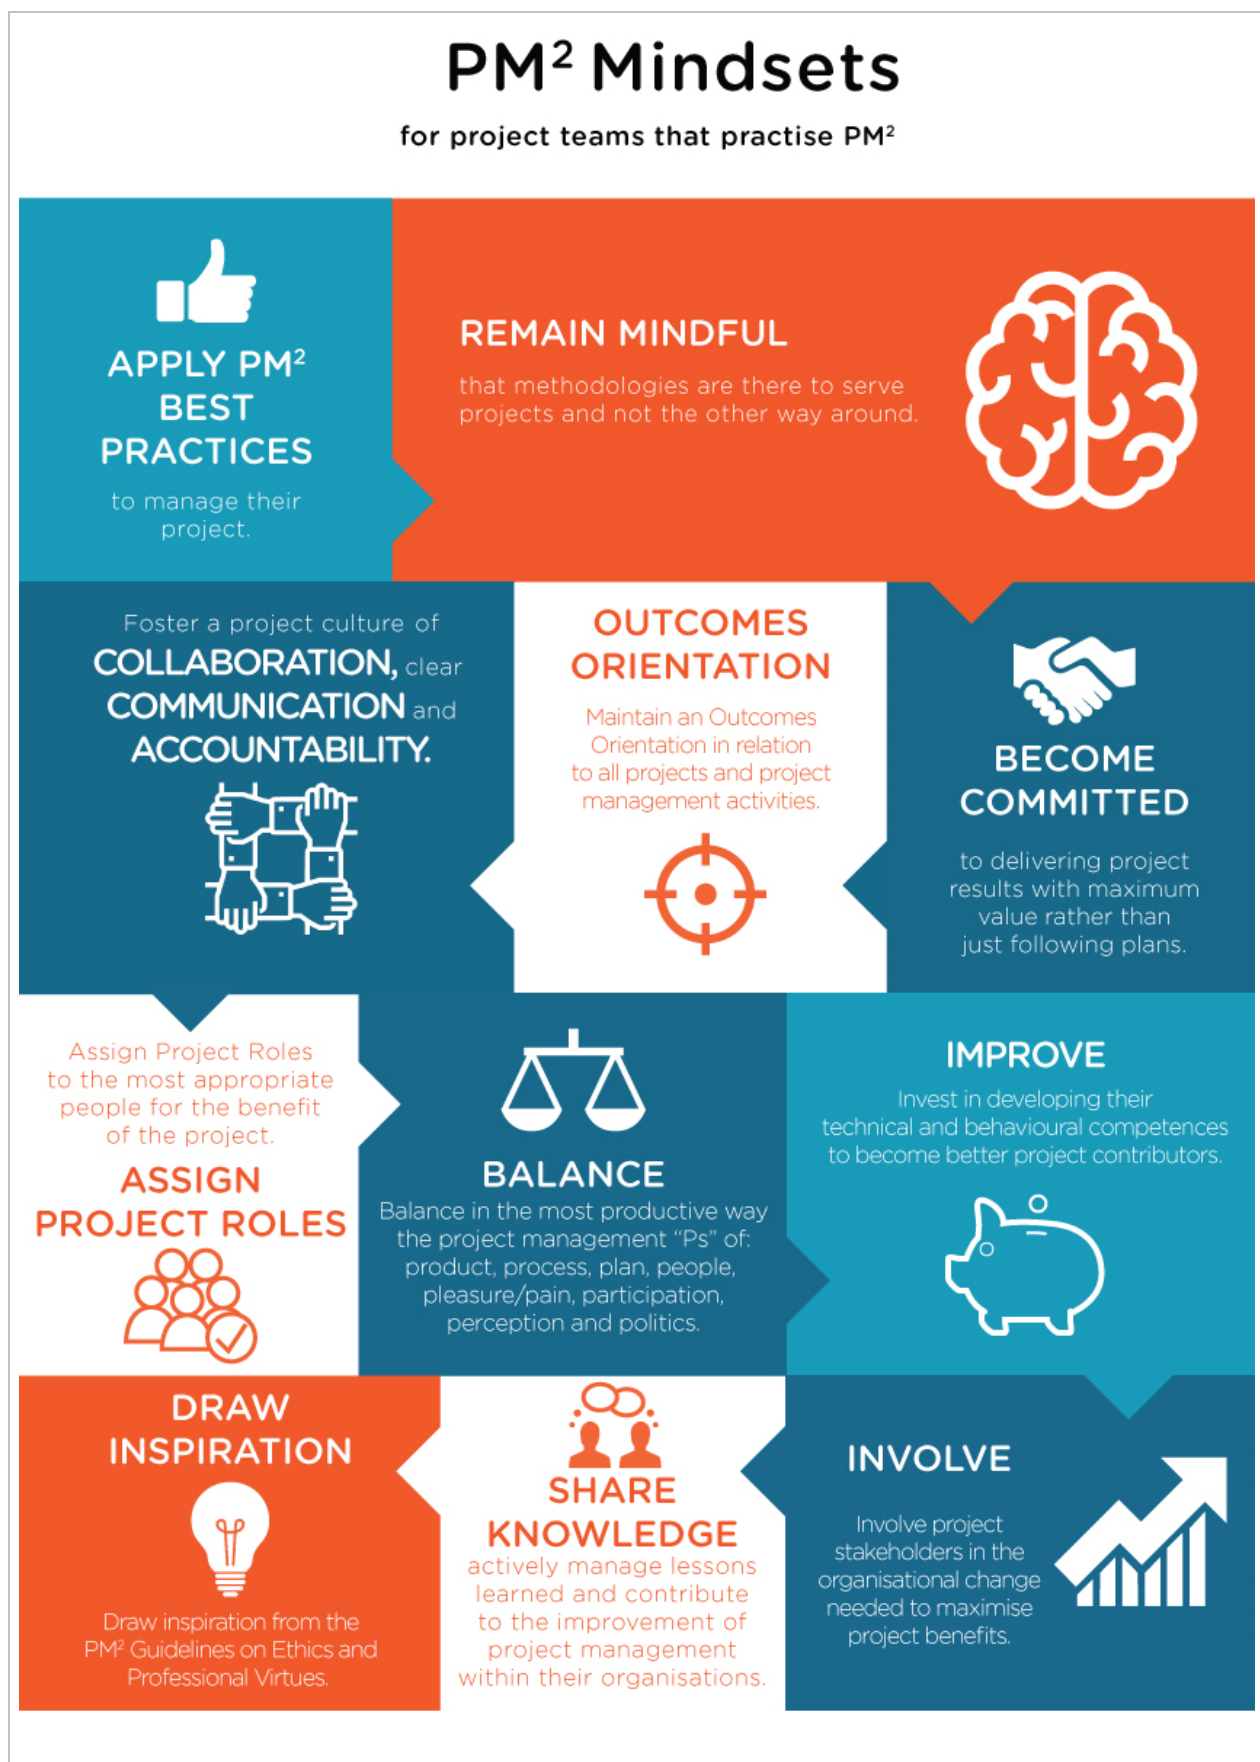 PM² Mindsets
for project teams that practise PM²
APPLY PM²
BEST
PRACTICES
to manage their
project.
REMAIN MINDFUL
that methodologies are there to serve
projects and not the other way around.
BECOME
COMMITTED
to delivering project
results with maximum
value rather than
just following plans.
OUTCOMES
ORIENTATION
Maintain an Outcomes
Orientation in relation
to all projects and project
management activities.
Foster a project culture of
COLLABORATION, clear
COMMUNICATION and
ACCOUNTABILITY.
Assign Project Roles
to the most appropriate
people for the benefit
of the project.
ASSIGN
PROJECT ROLES
BALANCE
Balance in the most productive way
the project management “Ps” of:
product, process, plan, people,
pleasure/pain, participation,
perception and politics.
IMPROVE
Invest in developing their
technical and behavioural competences
to become better project contributors.
INVOLVE
Involve project
stakeholders in the
organisational change
needed to maximise
project benefits.
SHARE
KNOWLEDGE
actively manage lessons
learned and contribute
to the improvement of
project management
within their organisations.
DRAW
INSPIRATION
Draw inspiration from the
PM² Guidelines on Ethics and
Professional Virtues.